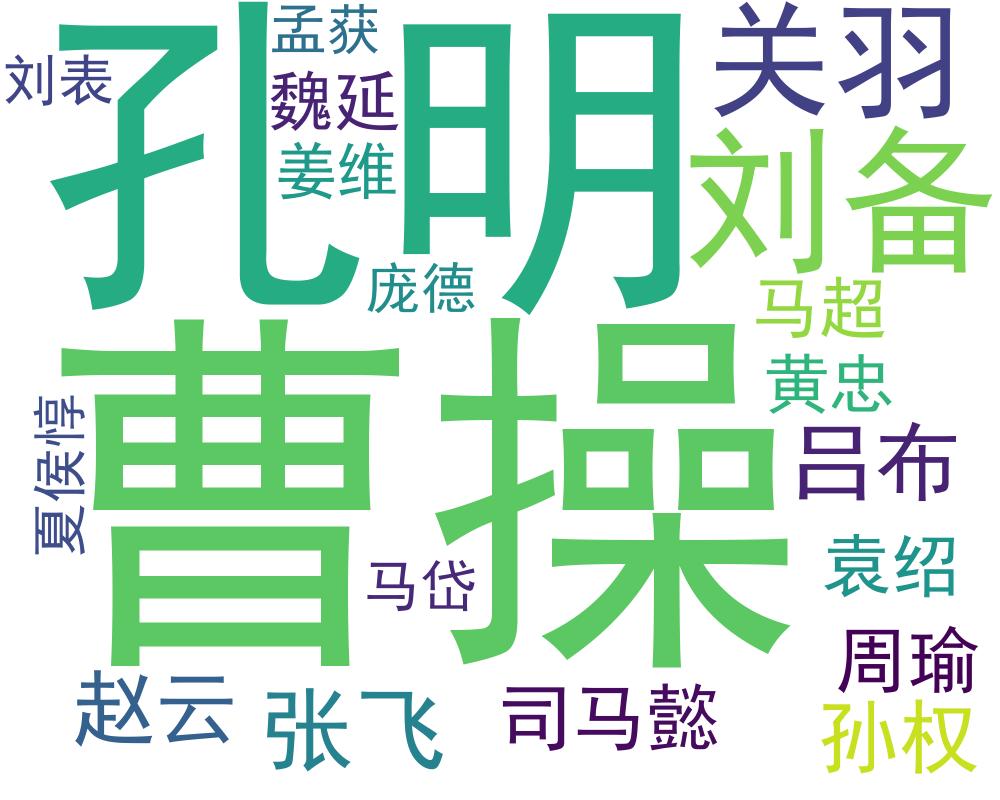 孔明
孟获
关羽
刘表
魏延
姜维
刘备
庞德
马超
曹操
黄忠
夏侯惇
吕布
袁绍
马岱
周瑜
赵云
张飞
司马懿
孙权